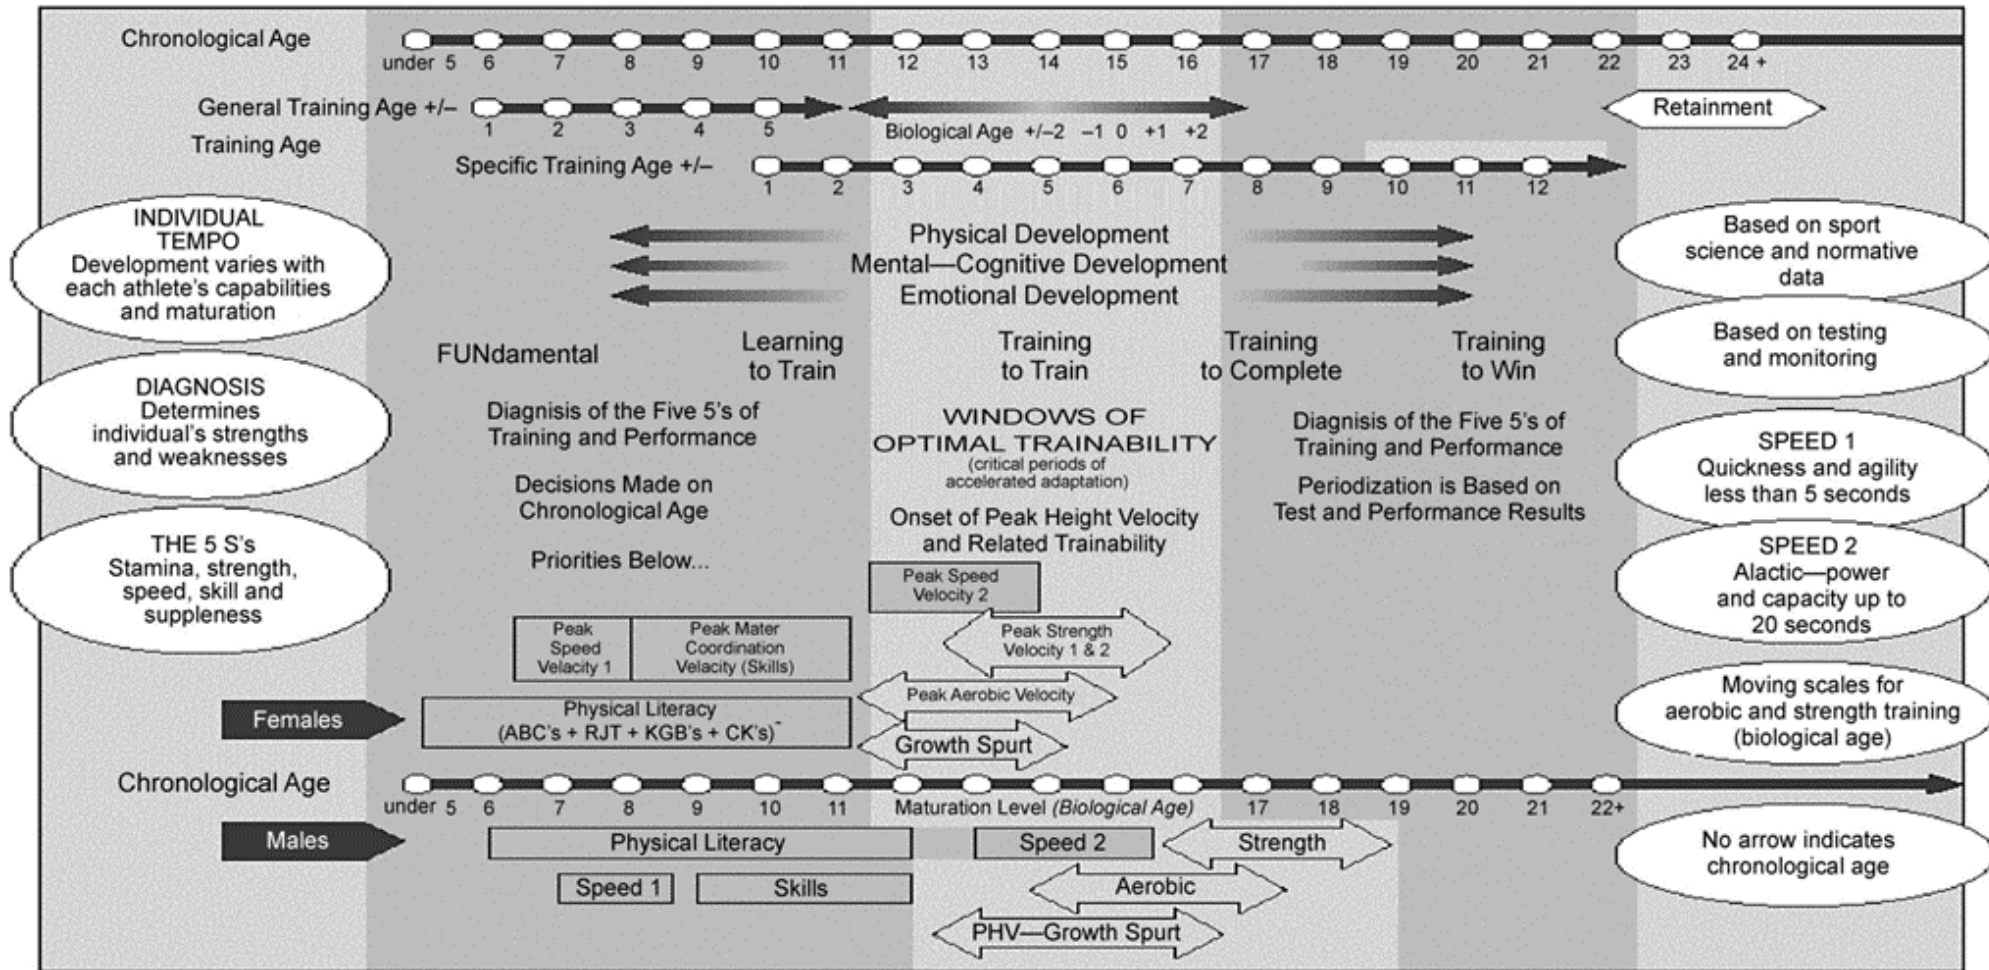 Chronological Age
under 5 6 7 8 9 10 11 12 13 14 15 16 17 18 19 20 21 22 23 24 +
General Training Age +/–
1 2 3 4 5
Biological Age +/–2 –1 0 +1 +2
Retainment
Training Age
Specific Training Age +/–
1 2 3 4 5 6 7 8 9 10 11 12
INDIVIDUAL
TEMPO
Development varies with
each athlete's capabilities
and maturation
DIAGNOSIS
Determines
individual's strengths
and weaknesses
THE 5 S's
Stamina, strength,
speed, skill and
suppleness
Physical Development
Mental—Cognitive Development
Emotional Development
FUNdamental
Learning
to Train
Training
to Train
Training
to Complete
Training
to Win
Diagnisis of the Five 5's of
Training and Performance
Decisions Made on
Chronological Age
Priorities Below...
WINDOWS OF
OPTIMAL TRAINABILITY
(critical periods of
accelerated adaptation)
Onset of Peak Height Velocity
and Related Trainability
Diagnisis of the Five 5's of
Training and Performance
Periodization is Based on
Test and Performance Results
Based on sport
science and normative
data
Based on testing
and monitoring
SPEED 1
Quickness and agility
less than 5 seconds
SPEED 2
Alactic—power
and capacity up to
20 seconds
Moving scales for
aerobic and strength training
(biological age)
No arrow indicates
chronological age
Peak Speed
Velocity 2
Peak
Speed
Velacity 1
Peak Mater
Coordination
Velacity (Skills)
Peak Strength
Velocity 1 & 2
Peak Aerobic Velocity
Females
Physical Literacy
(ABC's + RJT + KGB's + CK's)‾
Growth Spurt
Chronological Age
under 5 6 7 8 9 10 11 Maturation Level (Biological Age) 17 18 19 20 21 22+
Males
Physical Literacy
Speed 2
Strength
Speed 1
Skills
Aerobic
PHV—Growth Spurt